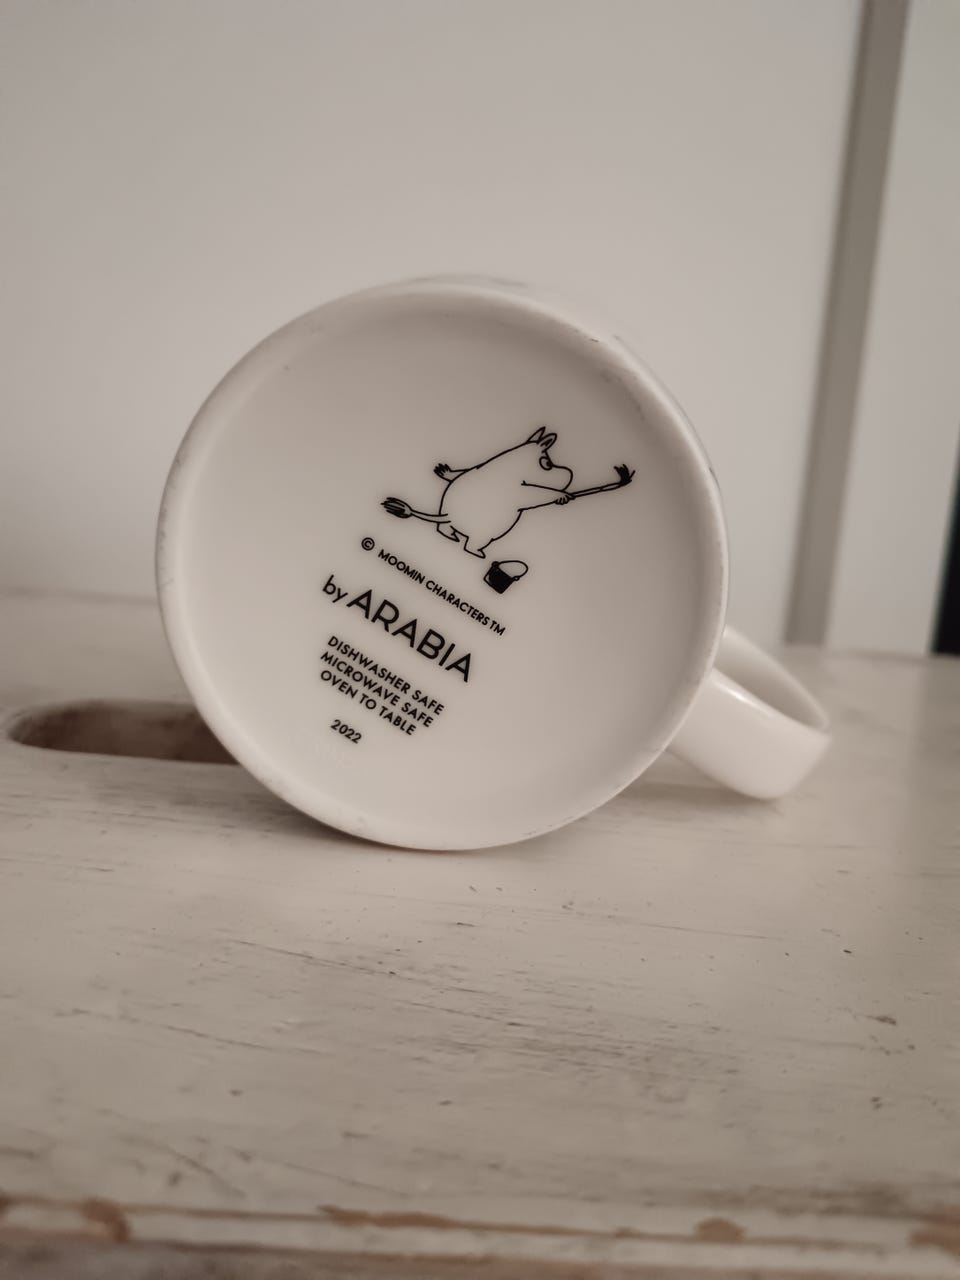 © MOOMIN CHARACTERS™
by ARABIA
DISHWASHER SAFE
MICROWAVE SAFE
OVEN TO TABLE
2022